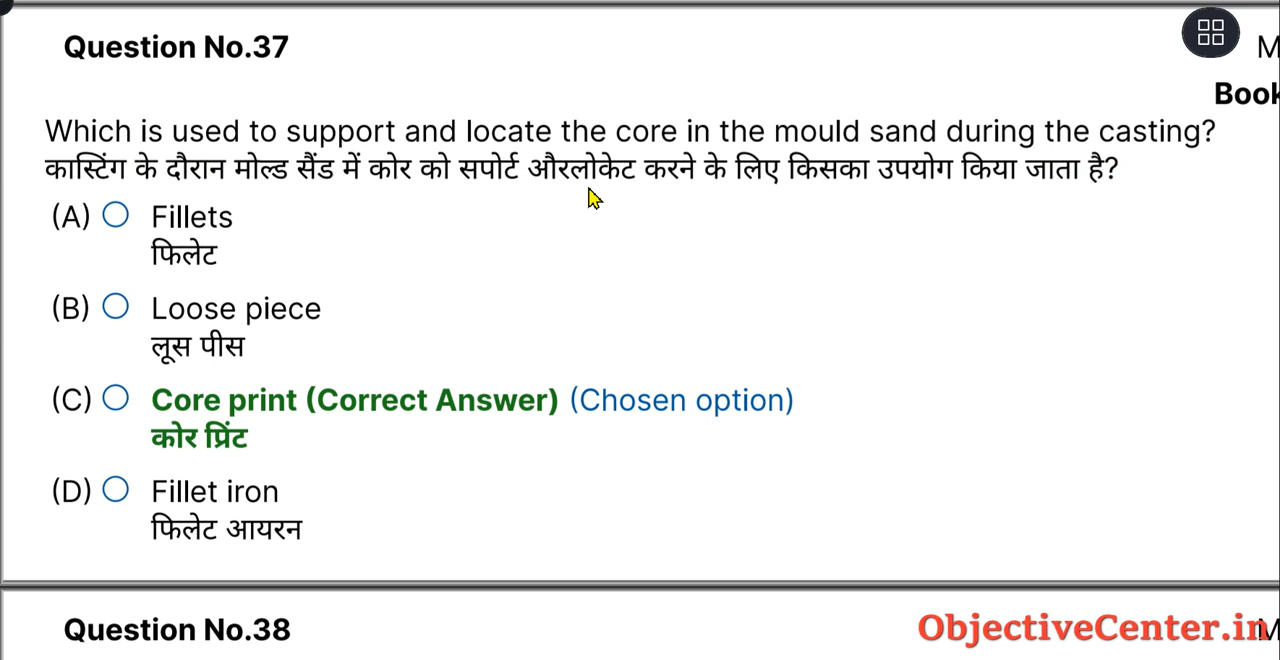 Question No.37
M
Book
Which is used to support and locate the core in the mould sand during the casting?
कास्टिंग के दौरान मोल्ड सैंड में कोर को सपोर्ट औरलोकेट करने के लिए किसका उपयोग किया जाता है?
(A) Fillets
फिलेट
(B) Loose piece
लूस पीस
(C) Core print (Correct Answer) (Chosen option)
कोर प्रिंट
(D) Fillet iron
फिलेट आयरन
Question No.38
ObjectiveCenter.in
M